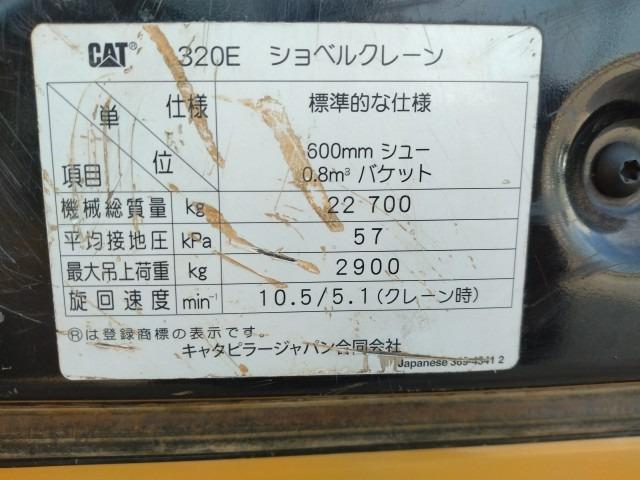 CAT® 320E ショベルクレーン
仕様 標準的な仕様
単位
項目
600mm シュー
0.8m³ バケット
機械総質量 kg 22 700
平均接地圧 kPa 57
最大吊上荷重 kg 2900
旋回速度 min⁻¹ 10.5/5.1(クレーン時)
®は登録商標の表示です。
キャタピラージャパン合同会社
Japanese